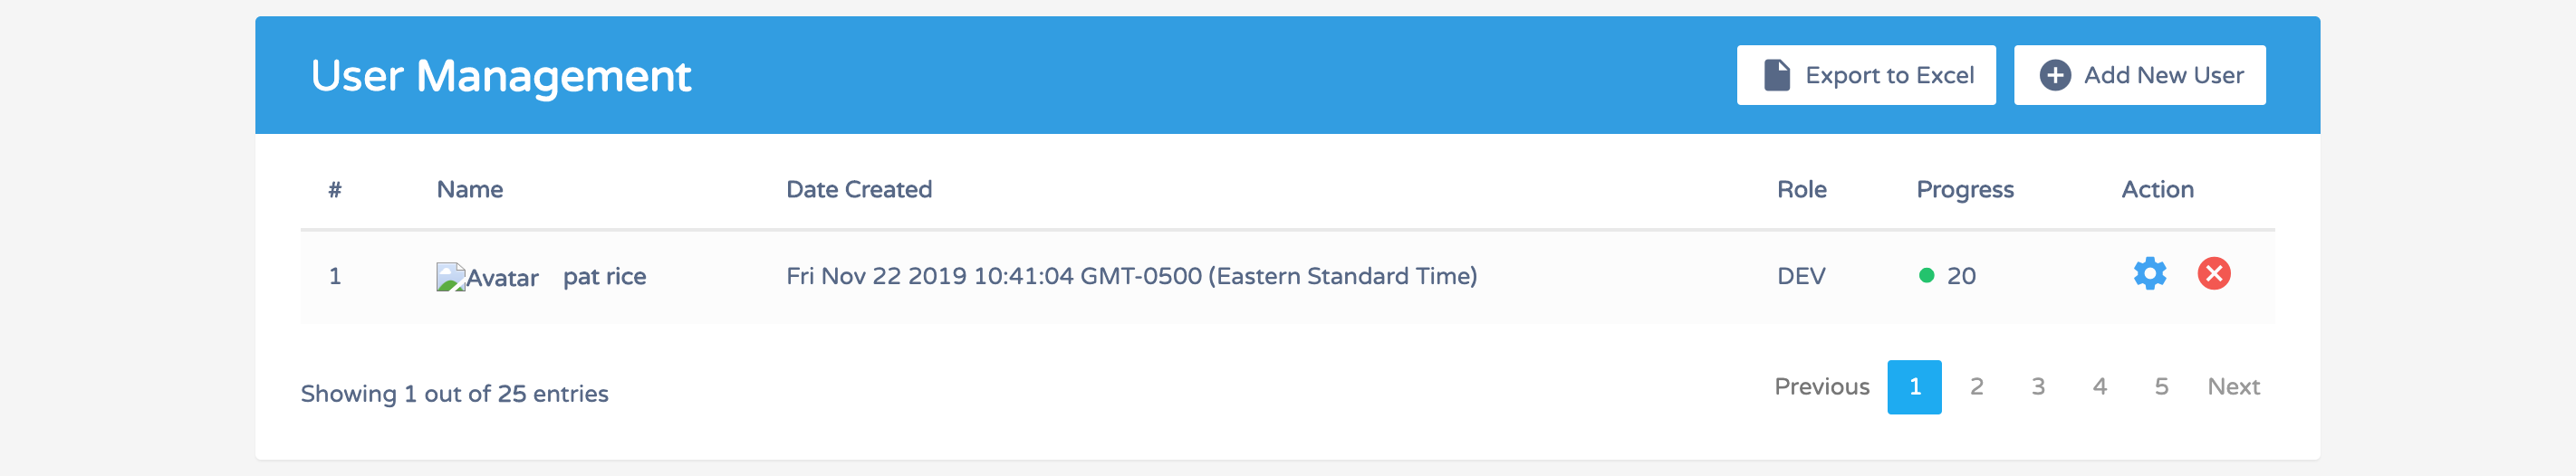 User Management
Export to Excel
Add New User
# Name Date Created Role Progress Action
1 Avatar pat rice Fri Nov 22 2019 10:41:04 GMT-0500 (Eastern Standard Time) DEV 20
Showing 1 out of 25 entries
Previous 1 2 3 4 5 Next